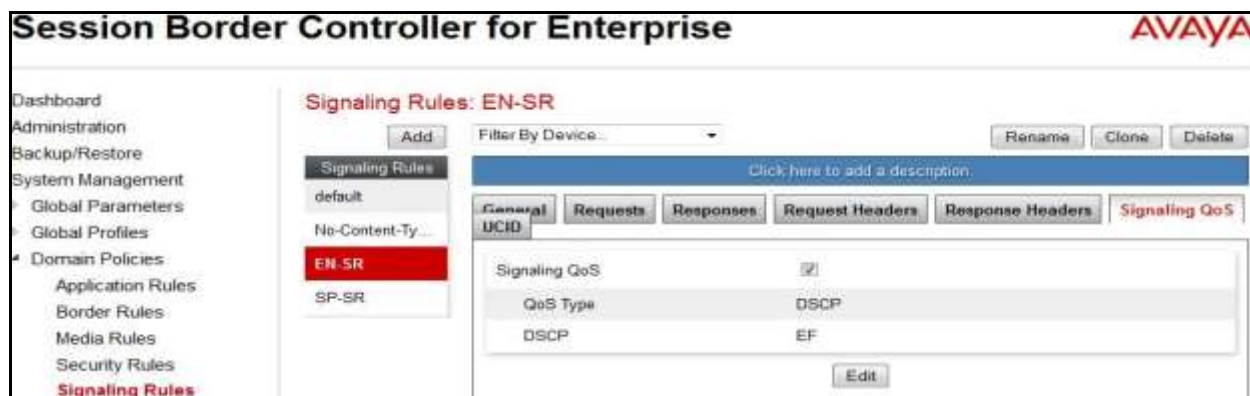 Session Border Controller for Enterprise
AVAYA
Dashboard
Administration
Backup/Restore
System Management
Global Parameters
Global Profiles
Domain Policies
Application Rules
Border Rules
Media Rules
Security Rules
Signaling Rules
Signaling Rules: EN-SR
Add
Filter By Device...
Rename
Clone
Delete
Signaling Rules
default
No-Content-Ty...
EN-SR
SP-SR
Click here to add a description.
General
Requests
Responses
Request Headers
Response Headers
Signaling QoS
UCID
Signaling QoS
QoS Type
DSCP
DSCP
EF
Edit